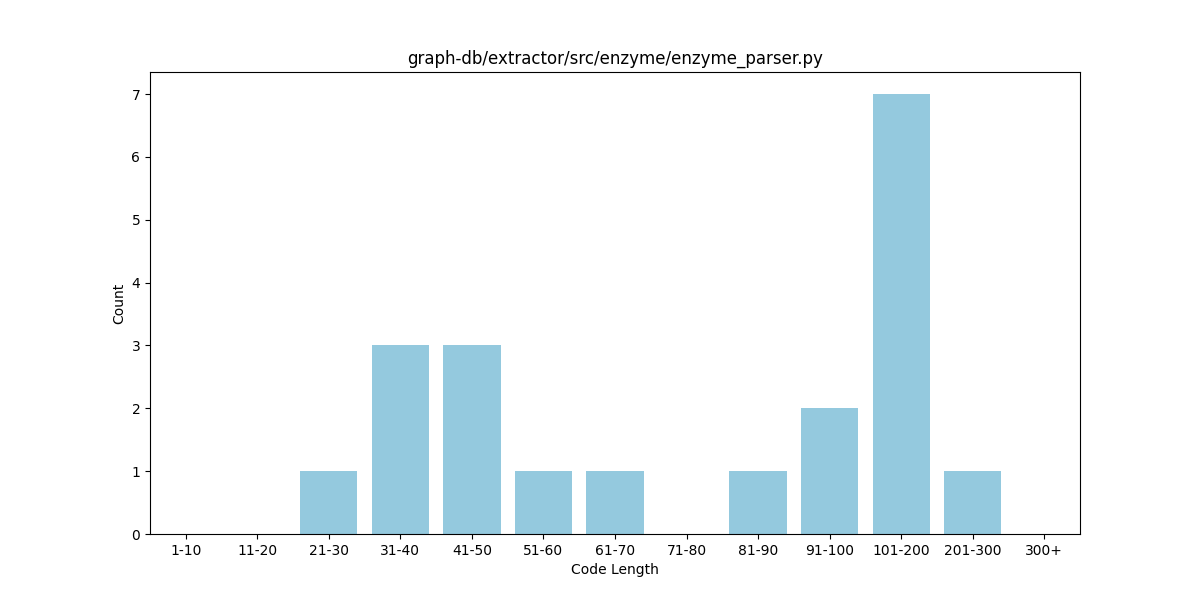 graph-db/extractor/src/enzyme/enzyme_parser.py
7
6
5
4
3
2
1
0
Count
1-10 11-20 21-30 31-40 41-50 51-60 61-70 71-80 81-90 91-100 101-200 201-300 300+
Code Length